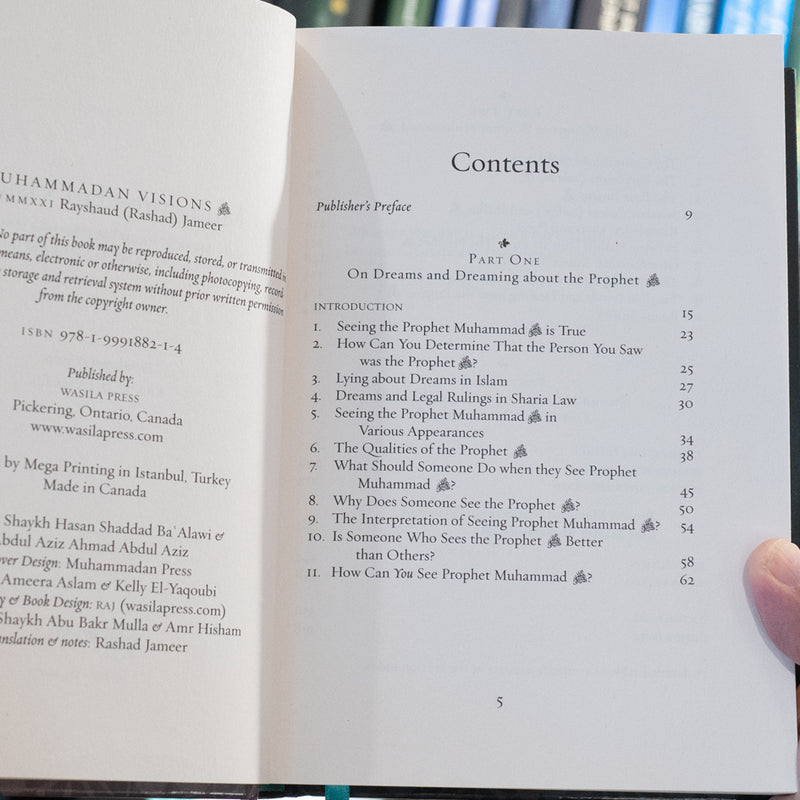 UHAMMADAN VISIONS ﷺ
MMXXI Rayshaud (Rashad) Jameer
No part of this book may be reproduced, stored, or transmitted
means, electronic or otherwise, including photocopying, record
storage and retrieval system without prior written permission
from the copyright owner.
ISBN 978-1-9991882-1-4
Published by:
WASILA PRESS
Pickering, Ontario, Canada
www.wasilapress.com
by Mega Printing in Istanbul, Turkey
Made in Canada
Shaykh Hasan Shaddad Baʿalawi &
Abdul Aziz Ahmad Abdul Aziz
Design: Muhammadan Press
Ameera Aslam & Kelly El-Yaqoubi
& Book Design: RAJ (wasilapress.com)
Shaykh Abu Bakr Mulla & Amr Hisham
& notes: Rashad Jameer
Contents
Publisher's Preface 9
PART ONE
On Dreams and Dreaming about the Prophet ﷺ
INTRODUCTION 15
1. Seeing the Prophet Muhammad ﷺ is True 23
2. How Can You Determine That the Person You Saw
was the Prophet ﷺ? 25
3. Lying about Dreams in Islam 27
4. Dreams and Legal Rulings in Sharia Law 30
5. Seeing the Prophet Muhammad ﷺ in
Various Appearances 34
6. The Qualities of the Prophet ﷺ 38
7. What Should Someone Do when they See Prophet
Muhammad ﷺ? 45
8. Why Does Someone See the Prophet ﷺ? 50
9. The Interpretation of Seeing Prophet Muhammad ﷺ? 54
10. Is Someone Who Sees the Prophet ﷺ Better
than Others? 58
11. How Can You See Prophet Muhammad ﷺ? 62
5